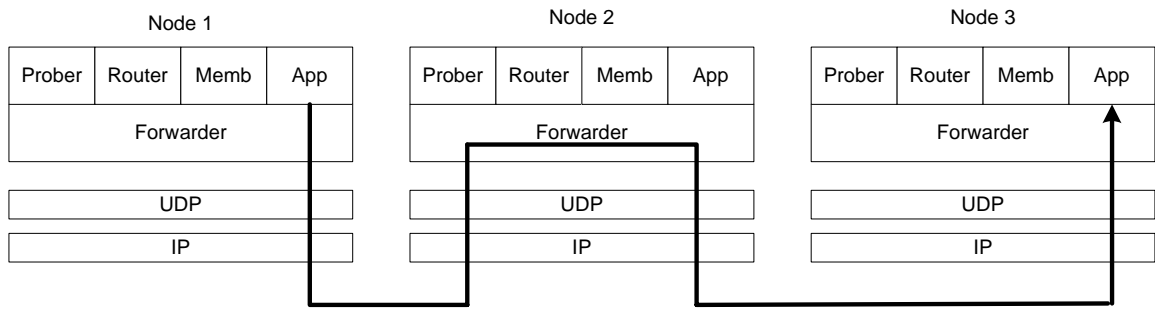 Node 1 Node 2 Node 3
Prober Router Memb App Prober Router Memb App Prober Router Memb App
Forwarder Forwarder Forwarder
UDP UDP UDP
IP IP IP